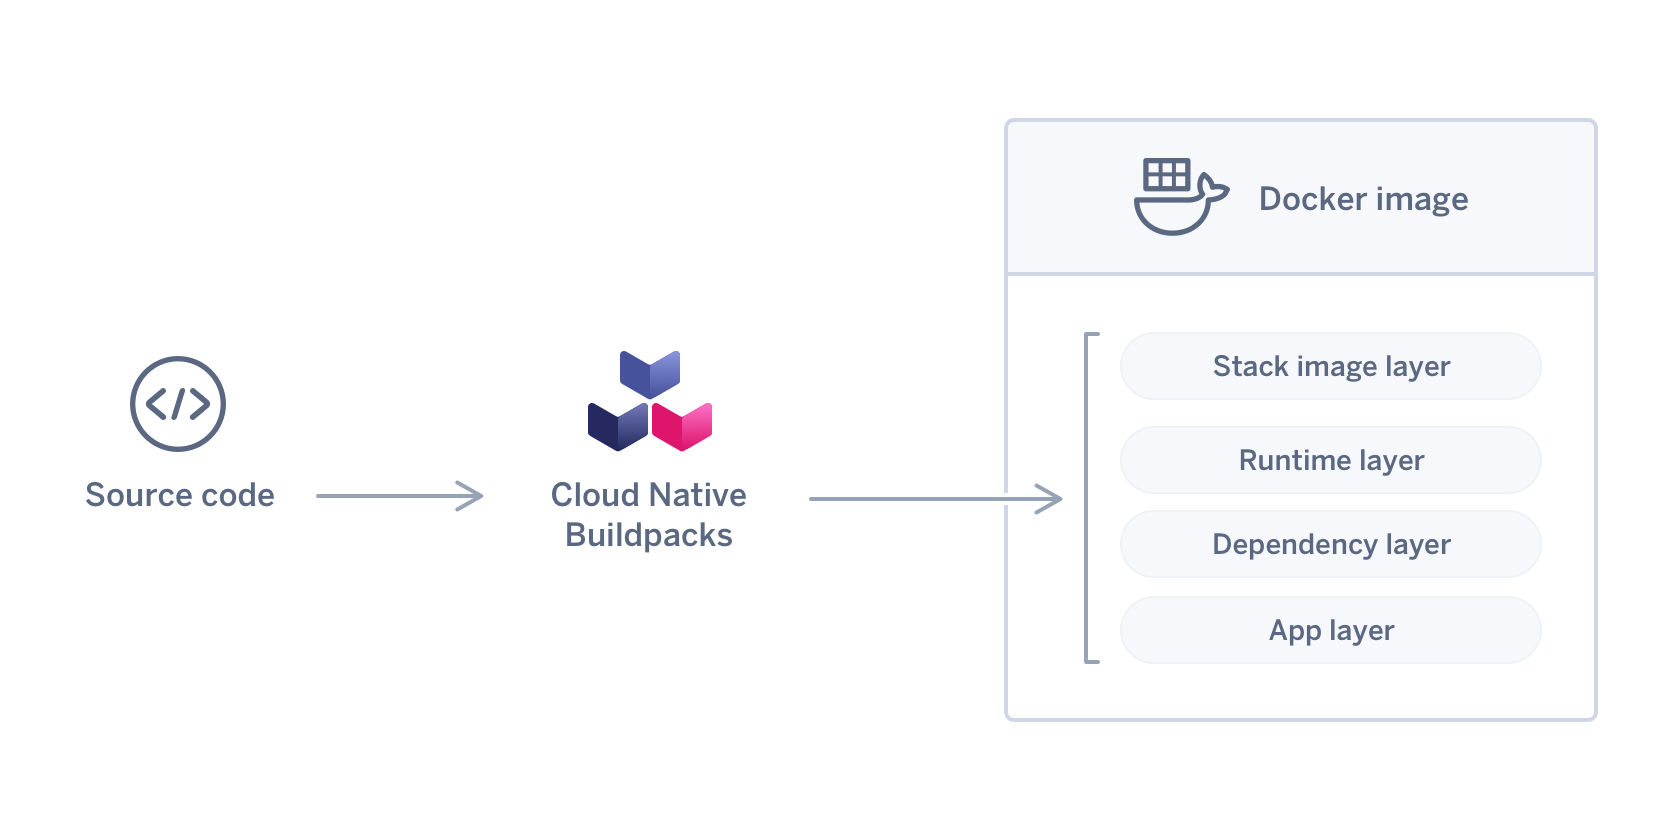 Source code
Cloud Native
Buildpacks
Docker image
Stack image layer
Runtime layer
Dependency layer
App layer